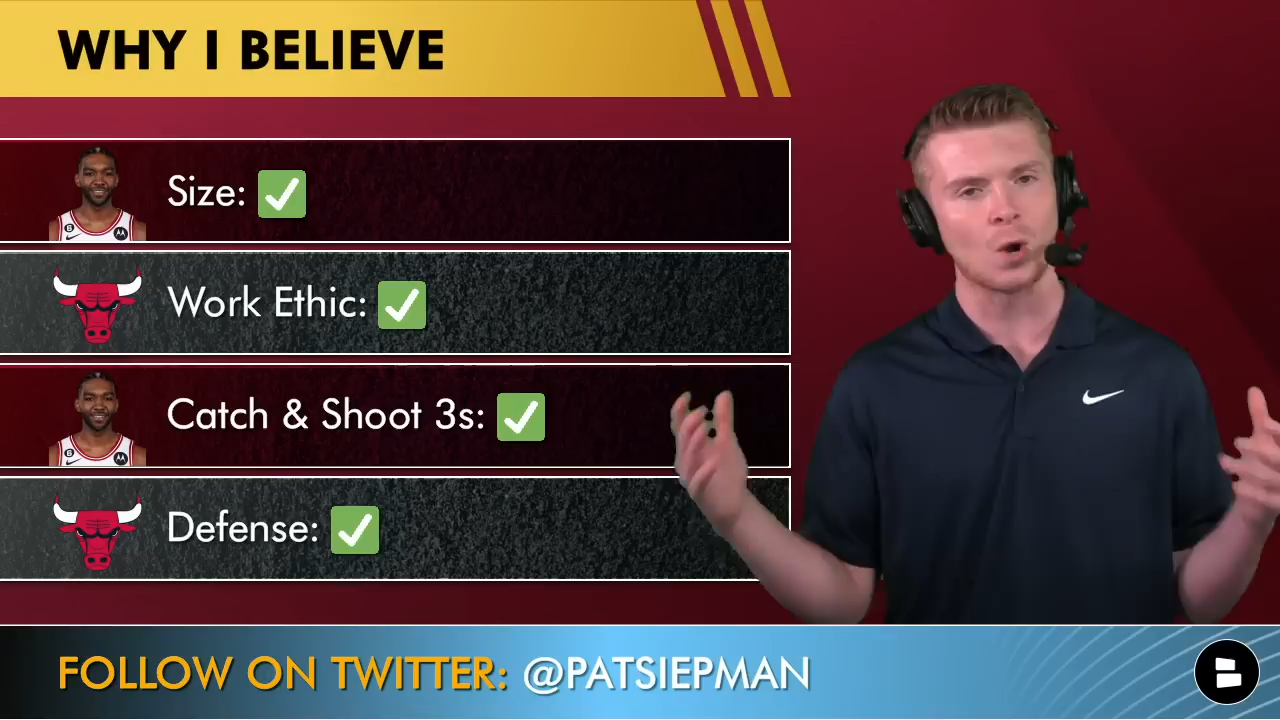 WHY I BELIEVE
Size: ✅
Work Ethic: ✅
Catch & Shoot 3s: ✅
Defense: ✅
FOLLOW ON TWITTER: @PATSIEPMAN